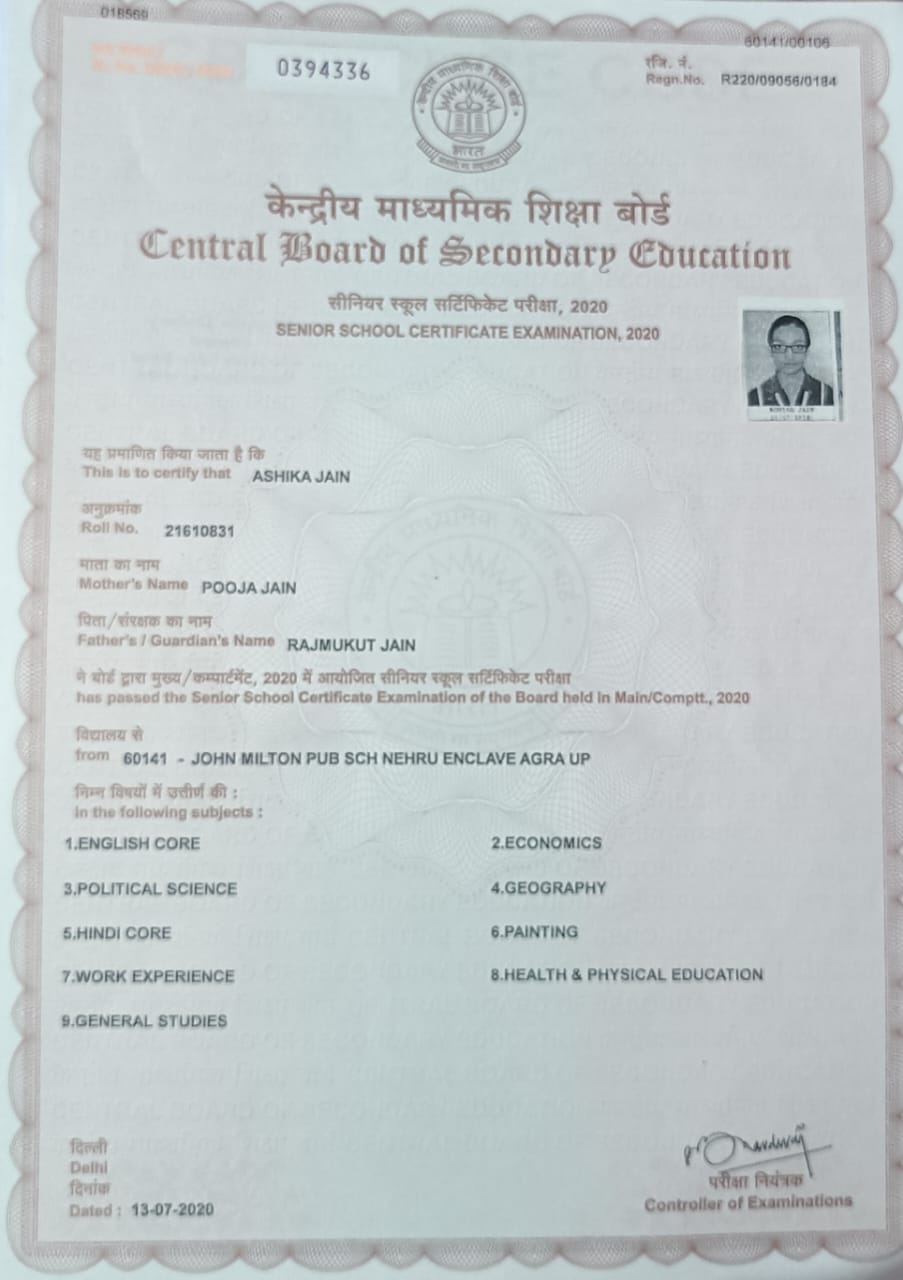 018569
60141/00106
0394336
रजि. नं.
Regn.No. R220/09056/0184
भारत
केन्द्रीय माध्यमिक शिक्षा बोर्ड
Central Board of Secondary Education
सीनियर स्कूल सर्टिफिकेट परीक्षा, 2020
SENIOR SCHOOL CERTIFICATE EXAMINATION, 2020
यह प्रमाणित किया जाता है कि
This is to certify that ASHIKA JAIN
अनुक्रमांक
Roll No. 21610831
माता का नाम
Mother's Name POOJA JAIN
पिता/संरक्षक का नाम
Father's / Guardian's Name RAJMUKUT JAIN
ने बोर्ड द्वारा मुख्य/कम्पार्टमेंट, 2020 में आयोजित सीनियर स्कूल सर्टिफिकेट परीक्षा
has passed the Senior School Certificate Examination of the Board held in Main/Comptt., 2020
विद्यालय से
from 60141 - JOHN MILTON PUB SCH NEHRU ENCLAVE AGRA UP
निम्न विषयों में उत्तीर्ण की :
in the following subjects :
1.ENGLISH CORE 2.ECONOMICS
3.POLITICAL SCIENCE 4.GEOGRAPHY
5.HINDI CORE 6.PAINTING
7.WORK EXPERIENCE 8.HEALTH & PHYSICAL EDUCATION
9.GENERAL STUDIES
दिल्ली
Delhi
दिनांक
Dated : 13-07-2020
परीक्षा नियंत्रक
Controller of Examinations